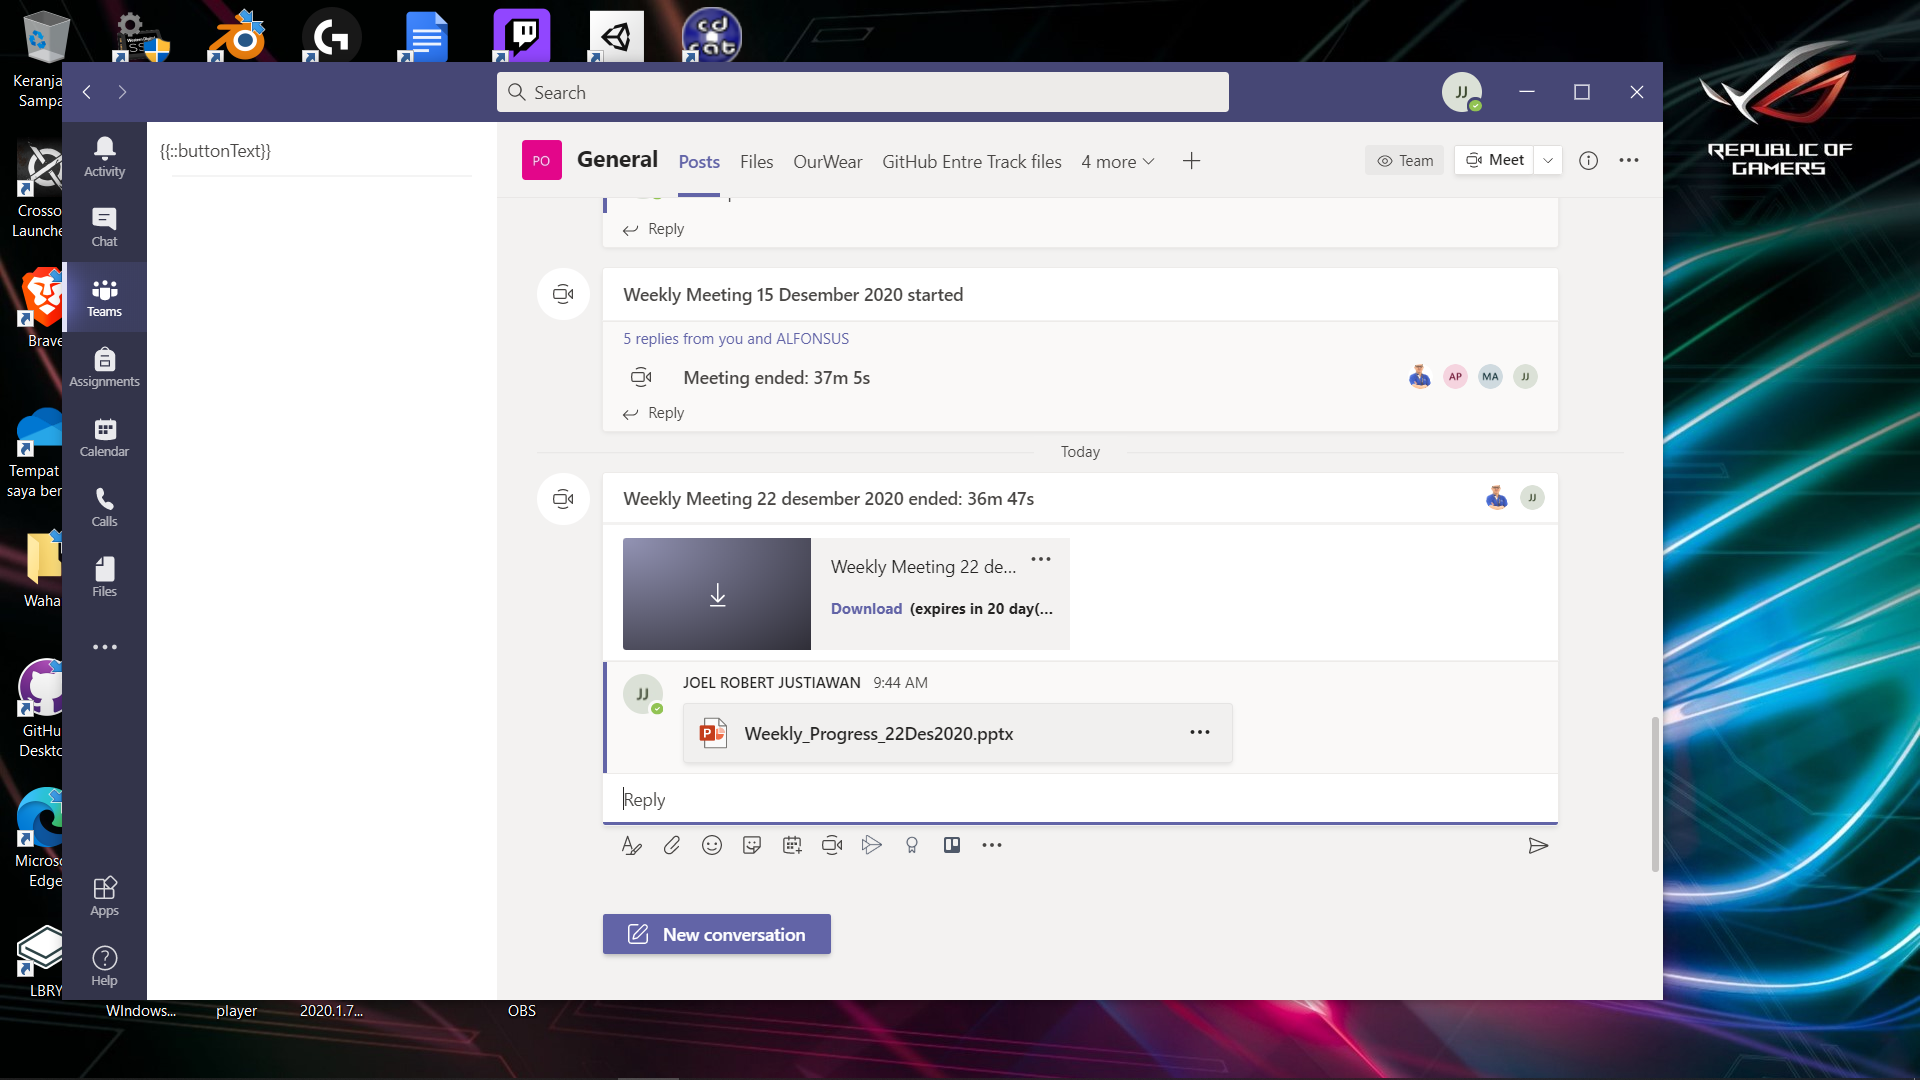 Keranja
Sampa
Crosso
Launche
Brave
Tempat
saya ber
Waha
GitHu
Deskto
Micros
Edge
LBRY
WIndows...
player
2020.1.7...
OBS
cd
cat
REPUBLIC OF
GAMERS
Search
JJ
Activity
Chat
Teams
Assignments
Calendar
Calls
Files
Apps
Help
{{::buttonText}}
PO
General
Posts
Files
OurWear
GitHub Entre Track files
4 more
Team
Meet
Reply
Weekly Meeting 15 Desember 2020 started
5 replies from you and ALFONSUS
Meeting ended: 37m 5s
AP
MA
JJ
Reply
Today
Weekly Meeting 22 desember 2020 ended: 36m 47s
JJ
Weekly Meeting 22 de...
Download (expires in 20 day(...
JJ
JOEL ROBERT JUSTIAWAN 9:44 AM
P
Weekly_Progress_22Des2020.pptx
Reply
New conversation